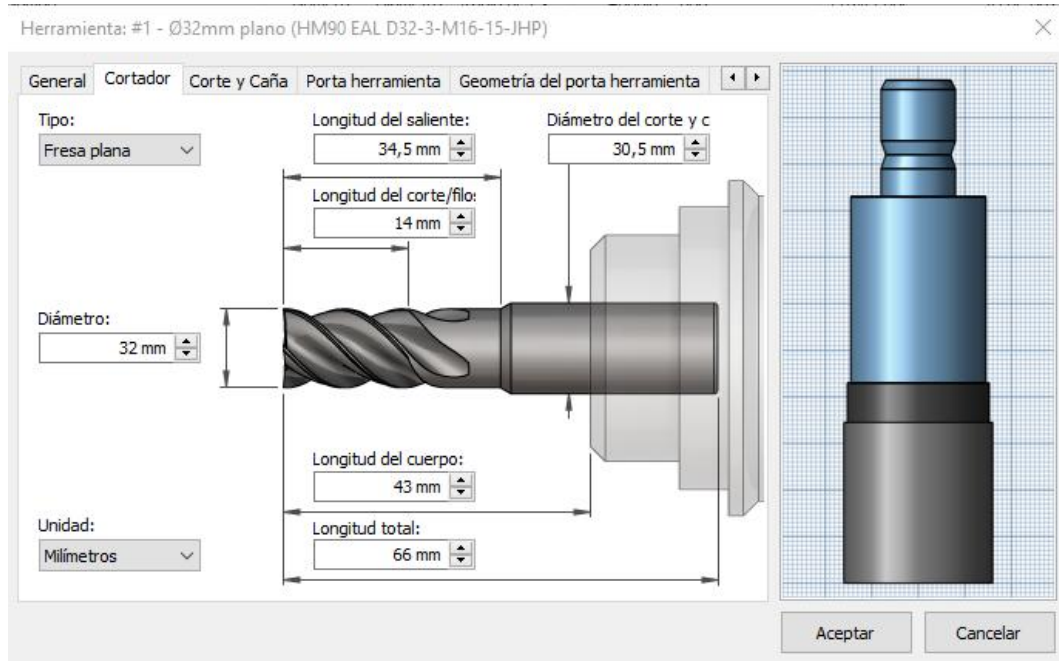 Herramienta: #1 - Ø32mm plano (HM90 EAL D32-3-M16-15-JHP)
General Cortador Corte y Caña Porta herramienta Geometría del porta herramienta
Tipo:
Fresa plana
Longitud del saliente:
34,5 mm
Diámetro del corte y c
30,5 mm
Longitud del corte/filo:
14 mm
Diámetro:
32 mm
Longitud del cuerpo:
43 mm
Unidad:
Milímetros
Longitud total:
66 mm
Aceptar Cancelar